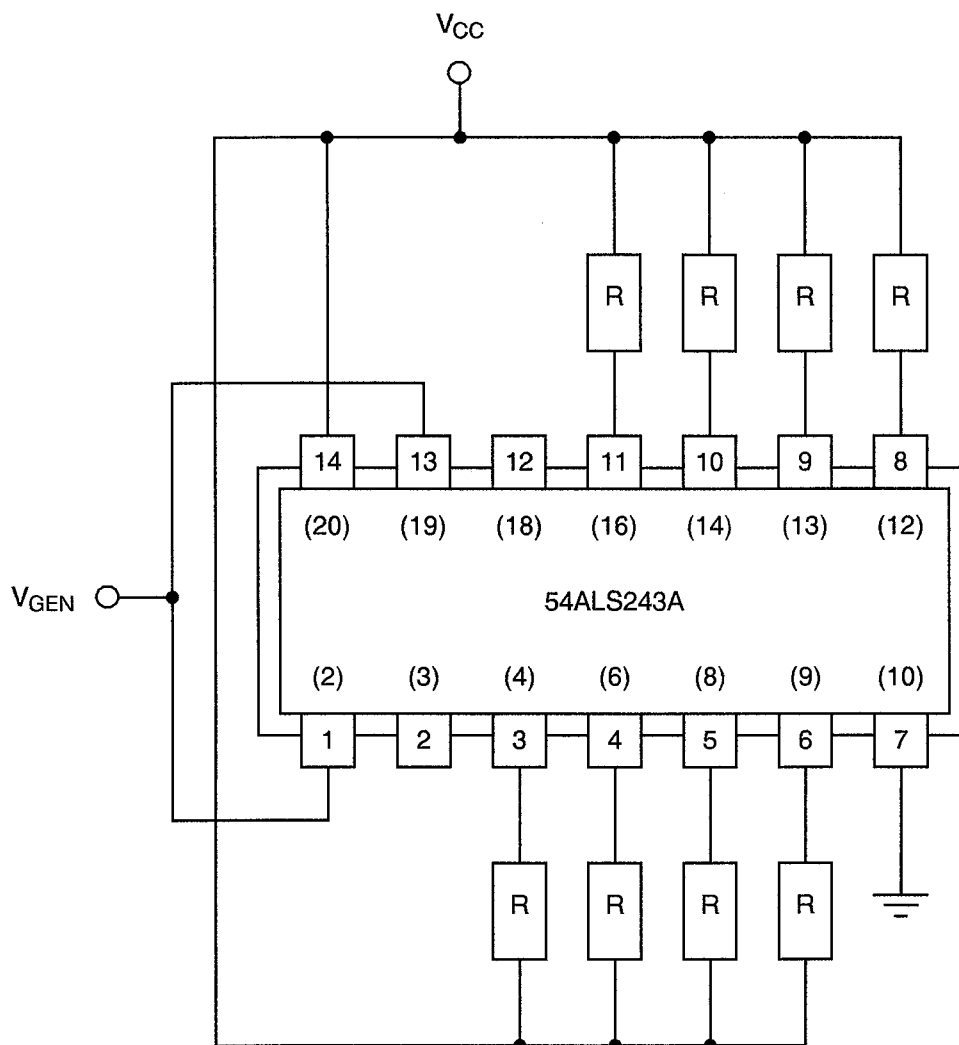 VCC
R R R R
14 13 12 11 10 9 8
(20) (19) (18) (16) (14) (13) (12)
VGEN
54ALS243A
(2) (3) (4) (6) (8) (9) (10)
1 2 3 4 5 6 7
R R R R